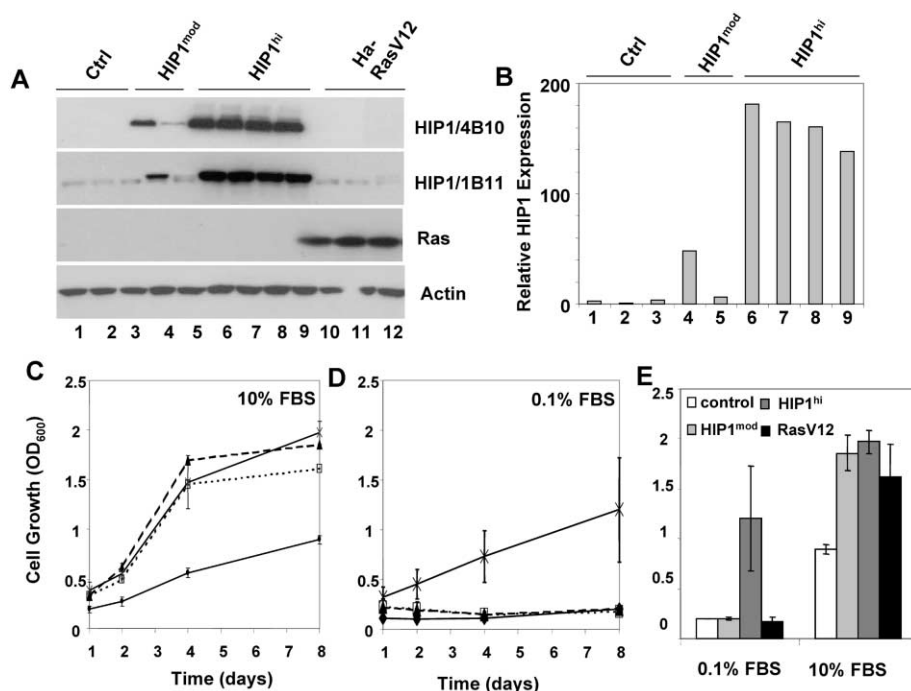 A
Ctrl
HIP1mod
HIP1hi
Ha-
RasV12
HIP1/4B10
HIP1/1B11
Ras
Actin
1 2 3 4 5 6 7 8 9 10 11 12
B
Ctrl
HIP1mod
HIP1hi
Relative HIP1 Expression
200
100
0
1 2 3 4 5 6 7 8 9
C
10% FBS
Cell Growth (OD600)
2.5
2
1.5
1
0.5
0
1 2 3 4 5 6 7 8
Time (days)
D
0.1% FBS
2.5
2
1.5
1
0.5
0
1 2 3 4 5 6 7 8
Time (days)
E
control
HIP1hi
HIP1mod
RasV12
2.5
2
1.5
1
0.5
0
0.1% FBS
10% FBS